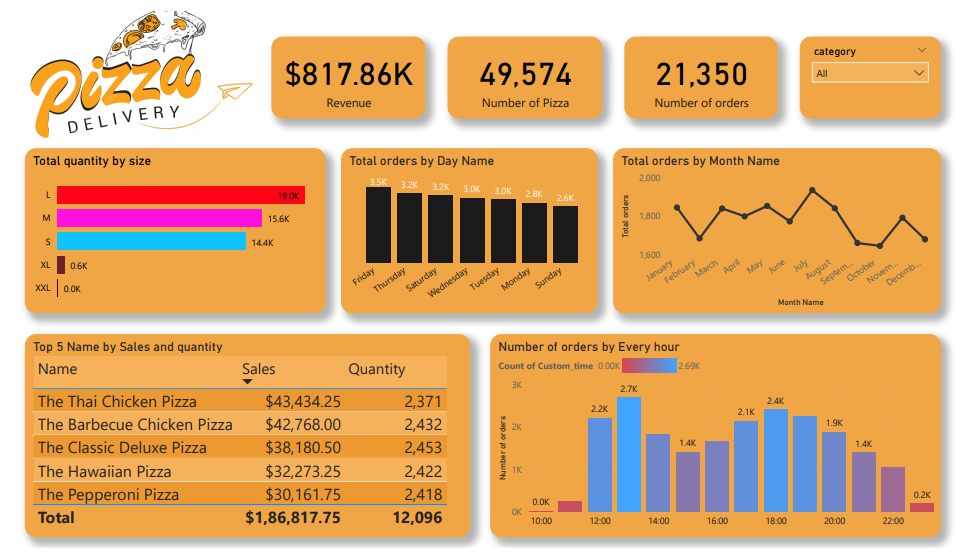 Pizza
DELIVERY
$817.86K
Revenue
49,574
Number of Pizza
21,350
Number of orders
category
All
Total quantity by size
L 19.0K
M 15.6K
S 14.4K
XL 0.6K
XXL 0.0K
Total orders by Day Name
3.5K 3.2K 3.2K 3.0K 3.0K 2.8K 2.6K
Friday Thursday Saturday Wednesday Tuesday Monday Sunday
Total orders by Month Name
Total orders
2,000
1,800
1,600
January February March April May June July August Septem... October Novem... Decemb...
Month Name
Top 5 Name by Sales and quantity
Name Sales Quantity
The Thai Chicken Pizza $43,434.25 2,371
The Barbecue Chicken Pizza $42,768.00 2,432
The Classic Deluxe Pizza $38,180.50 2,453
The Hawaiian Pizza $32,273.25 2,422
The Pepperoni Pizza $30,161.75 2,418
Total $1,86,817.75 12,096
Number of orders by Every hour
Count of Custom_time 0.00K 2.69K
Number of orders
3K
2K
1K
0K
0.0K 2.2K 2.7K 1.4K 2.1K 2.4K 1.9K 1.4K 0.2K
10:00 12:00 14:00 16:00 18:00 20:00 22:00